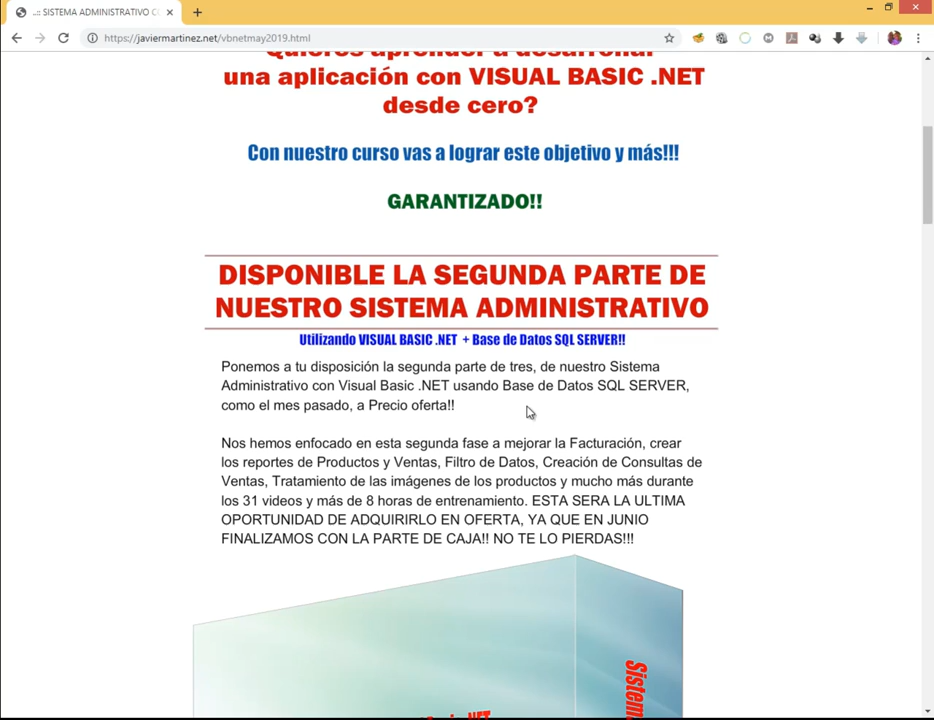 ..:: SISTEMA ADMINISTRATIVO CO
https://javiermartinez.net/vbnetmay2019.html
Quieres aprender a desarrollar
una aplicación con VISUAL BASIC .NET
desde cero?
Con nuestro curso vas a lograr este objetivo y más!!!
GARANTIZADO!!
DISPONIBLE LA SEGUNDA PARTE DE
NUESTRO SISTEMA ADMINISTRATIVO
Utilizando VISUAL BASIC .NET + Base de Datos SQL SERVER!!
Ponemos a tu disposición la segunda parte de tres, de nuestro Sistema
Administrativo con Visual Basic .NET usando Base de Datos SQL SERVER,
como el mes pasado, a Precio oferta!!
Nos hemos enfocado en esta segunda fase a mejorar la Facturación, crear
los reportes de Productos y Ventas, Filtro de Datos, Creación de Consultas de
Ventas, Tratamiento de las imágenes de los productos y mucho más durante
los 31 videos y más de 8 horas de entrenamiento. ESTA SERA LA ULTIMA
OPORTUNIDAD DE ADQUIRIRLO EN OFERTA, YA QUE EN JUNIO
FINALIZAMOS CON LA PARTE DE CAJA!! NO TE LO PIERDAS!!!
Sistem